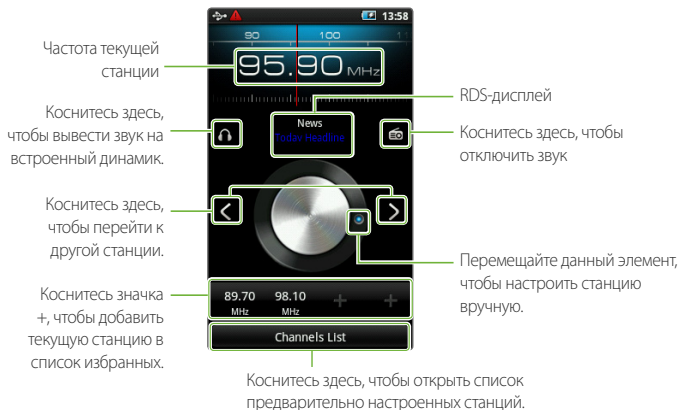 13:58
90 100 11
Частота текущей
станции
95.90 MHz
RDS-дисплей
Коснитесь здесь,
чтобы вывести звук на
встроенный динамик.
News
Today Headline
Коснитесь здесь, чтобы
отключить звук
Коснитесь здесь,
чтобы перейти к
другой станции.
Перемещайте данный элемент,
чтобы настроить станцию
вручную.
Коснитесь значка
+, чтобы добавить
текущую станцию в
список избранных.
89.70 98.10 + +
MHz MHz
Channels List
Коснитесь здесь, чтобы открыть список
предварительно настроенных станций.